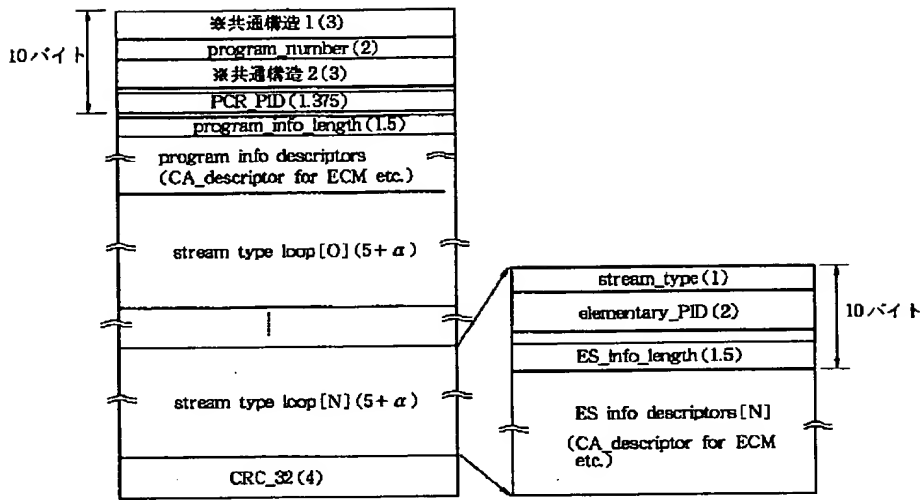 ※共通構造1(3)
10バイト
program_number(2)
※共通構造2(3)
PCR_PID(1.375)
program_info_length(1.5)
program info descriptors
(CA_descriptor for ECM etc.)
stream type loop[O](5+α)
stream type loop[N](5+α)
CRC_32(4)
stream_type(1)
elementary_PID(2)
10バイト
ES_info_length(1.5)
ES info descriptors[N]
(CA_descriptor for ECM
etc.)